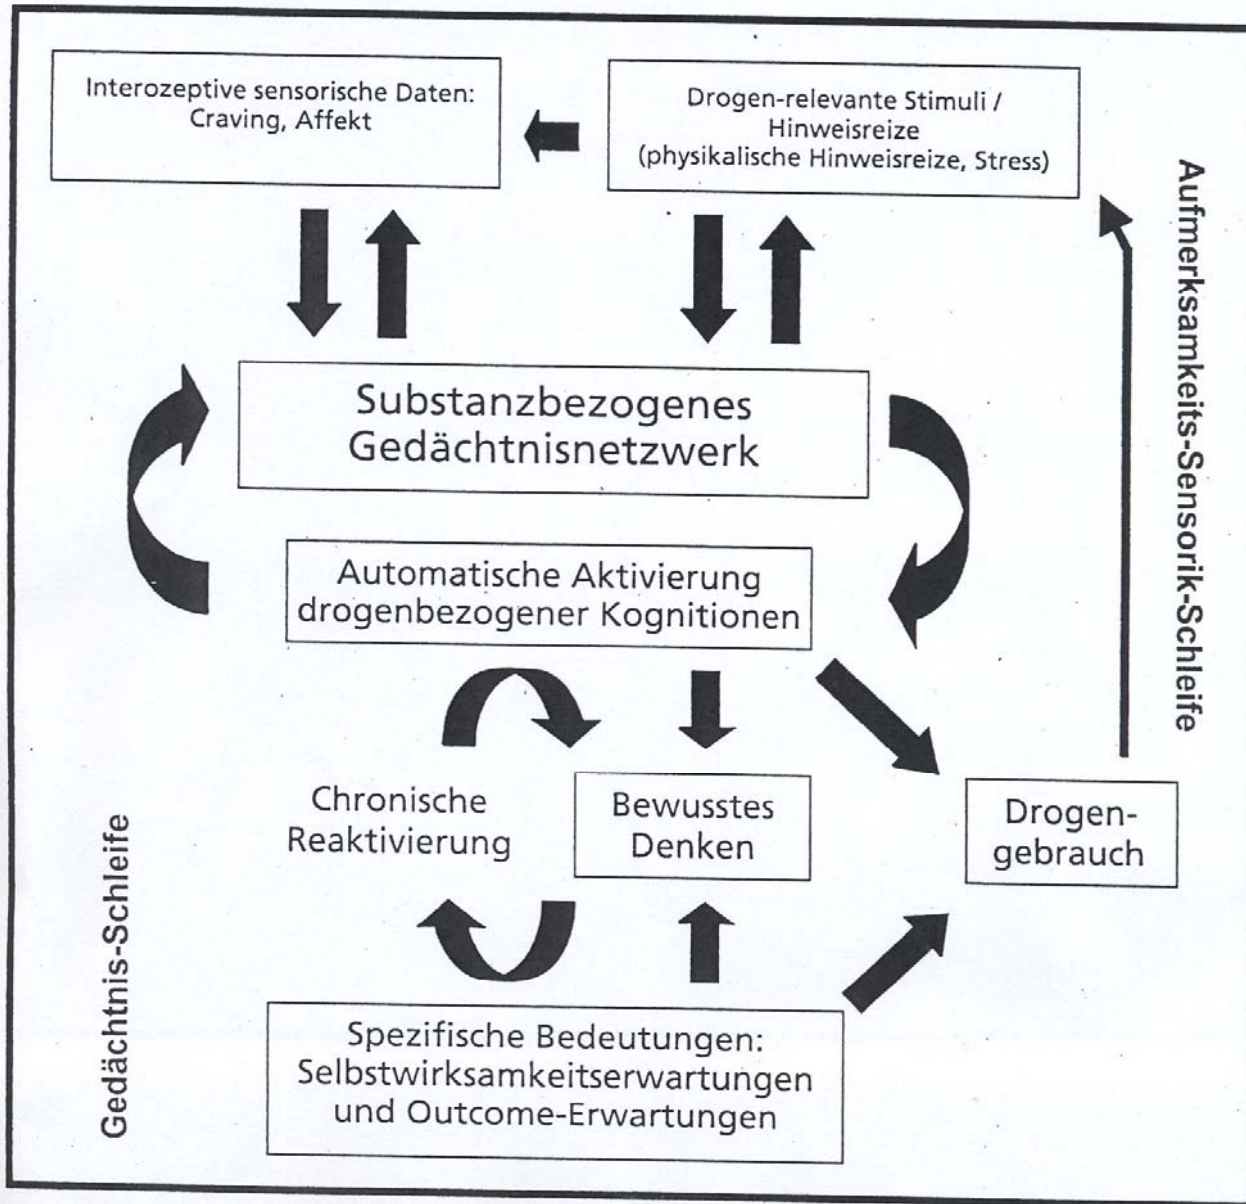 Interozeptive sensorische Daten:
Craving, Affekt
Drogen-relevante Stimuli /
Hinweisreize
(physikalische Hinweisreize, Stress)
Aufmerksamkeits-Sensorik-Schleife
Substanzbezogenes
Gedächtnisnetzwerk
Automatische Aktivierung
drogenbezogener Kognitionen
Chronische
Reaktivierung
Bewusstes
Denken
Drogen-
gebrauch
Gedächtnis-Schleife
Spezifische Bedeutungen:
Selbstwirksamkeitserwartungen
und Outcome-Erwartungen